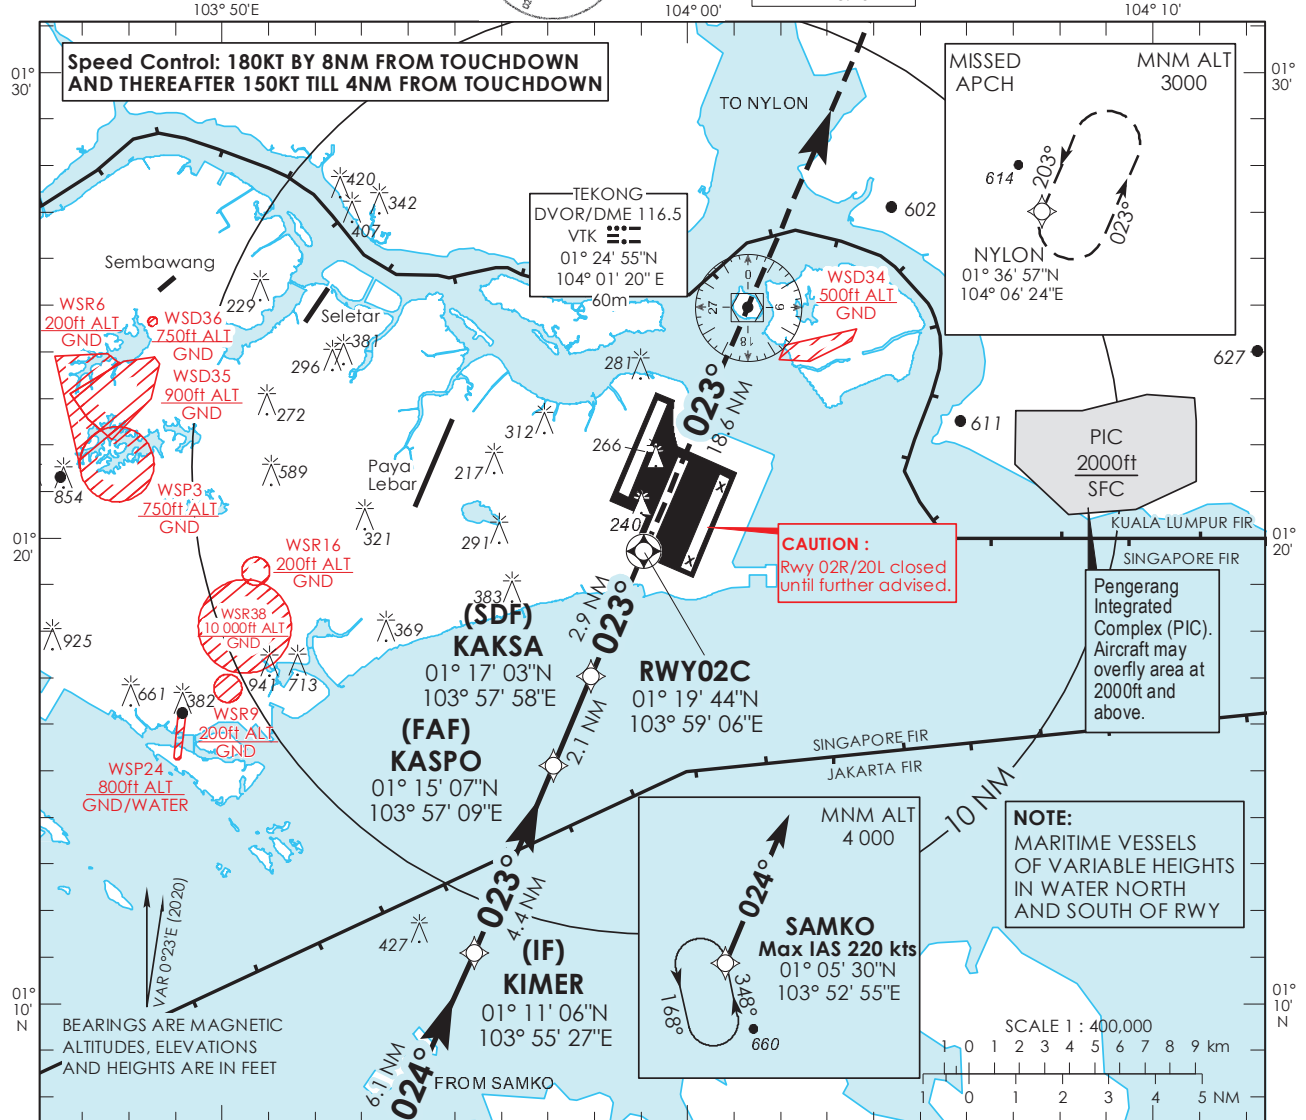 103° 50' E
104° 00' E
104° 10' E
01°
30'
01°
30'
Speed Control: 180KT BY 8NM FROM TOUCHDOWN
AND THEREAFTER 150KT TILL 4NM FROM TOUCHDOWN
TO NYLON
MISSED
APCH
MNM ALT
3000
614
203°
023°
NYLON
01° 36' 57"N
104° 06' 24"E
420
342
407
TEKONG
DVOR/DME 116.5
VTK
01° 24' 55"N
104° 01' 20" E
60m
602
Sembawang
229
Seletar
WSR6
200ft ALT
GND
WSD36
750ft ALT
GND
WSD35
900ft ALT
GND
296
381
0
9
18
27
WSD34
500ft ALT
GND
281
627
272
312
023°
18.6 NM
611
PIC
2000ft
SFC
266
589
217
Paya
Lebar
854
WSP3
750ft ALT
GND
x
x
321
291
240
KUALA LUMPUR FIR
SINGAPORE FIR
01°
20'
01°
20'
CAUTION :
Rwy 02R/20L closed
until further advised.
WSR16
200ft ALT
GND
Pengerang
Integrated
Complex (PIC).
Aircraft may
overfly area at
2000ft and
above.
383
2.9 NM
023°
WSR38
10 000ft ALT
GND
925
369
(SDF)
KAKSA
01° 17' 03"N
103° 57' 58"E
RWY02C
01° 19' 44"N
103° 59' 06"E
941
713
661
382
WSR9
200ft ALT
GND
2.1 NM
(FAF)
KASPO
01° 15' 07"N
103° 57' 09"E
SINGAPORE FIR
JAKARTA FIR
WSP24
800ft ALT
GND/WATER
10 NM
MNM ALT
4 000
024°
SAMKO
Max IAS 220 kts
01° 05' 30"N
103° 52' 55"E
168°
348°
660
NOTE:
MARITIME VESSELS
OF VARIABLE HEIGHTS
IN WATER NORTH
AND SOUTH OF RWY
023°
4.4 NM
427
VAR 0°23'E (2020)
(IF)
KIMER
01° 11' 06"N
103° 55' 27"E
01°
10'
N
01°
10'
N
BEARINGS ARE MAGNETIC
ALTITUDES, ELEVATIONS
AND HEIGHTS ARE IN FEET
6.1 NM
024°
FROM SAMKO
SCALE 1 : 400,000
1 0 1 2 3 4 5 6 7 8 9 km
1 0 1 2 3 4 5 NM